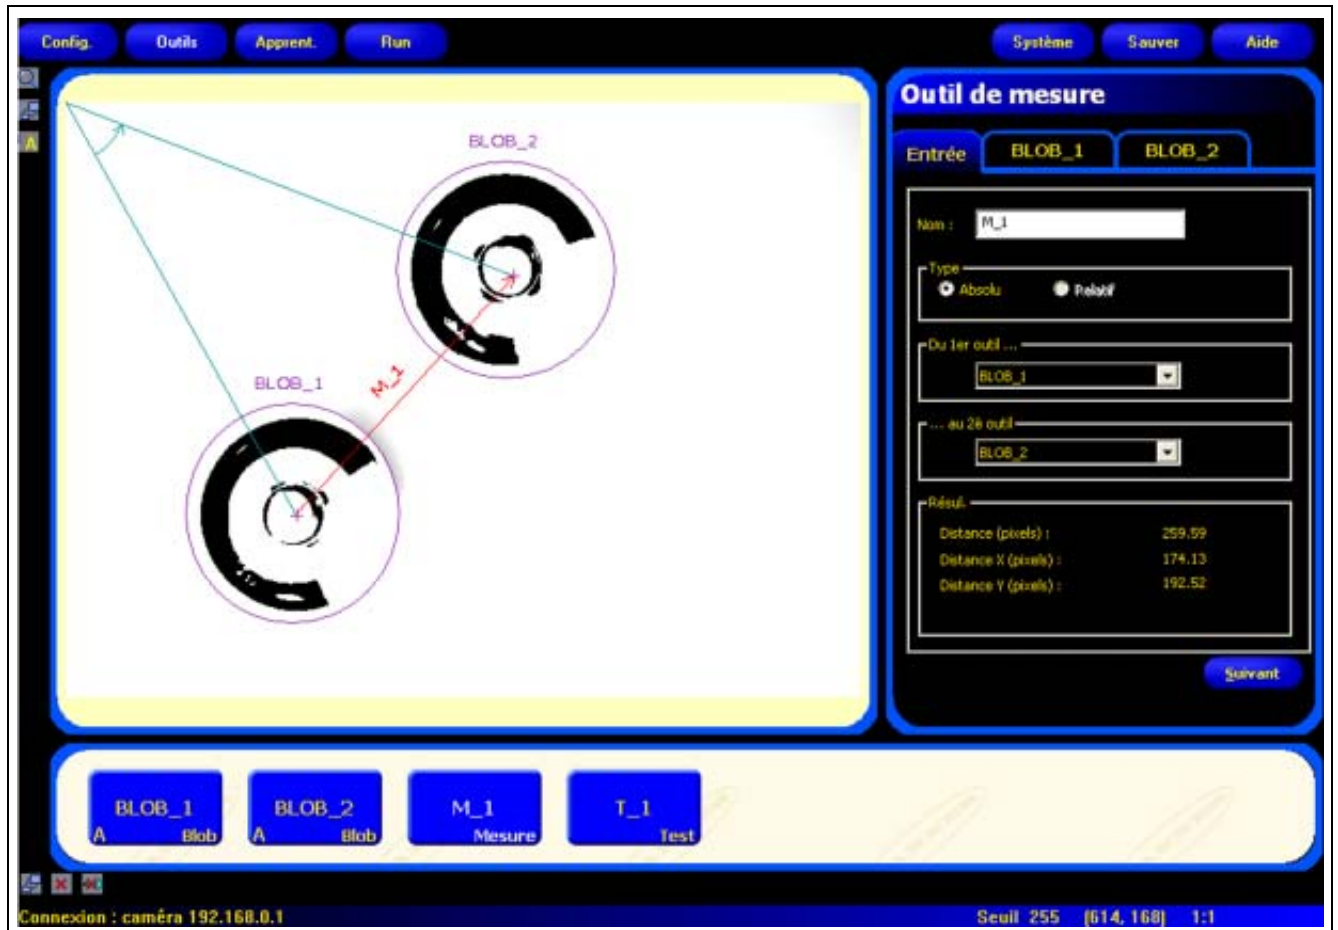 Config. Outils Apprent. Run Système Sauver Aide
A
BLOB_2
BLOB_1
M_1
Outil de mesure
Entrée BLOB_1 BLOB_2
Nom : M_1
Type
Absolu Relatif
Du 1er outil ...
BLOB_1
... au 2è outil
BLOB_2
Résul.
Distance (pixels) : 259.59
Distance X (pixels) : 174.13
Distance Y (pixels) : 192.52
Suivant
BLOB_1 BLOB_2 M_1 T_1
A Blob A Blob Mesure Test
Connexion : caméra 192.168.0.1 Seuil 255 (614, 168) 1:1